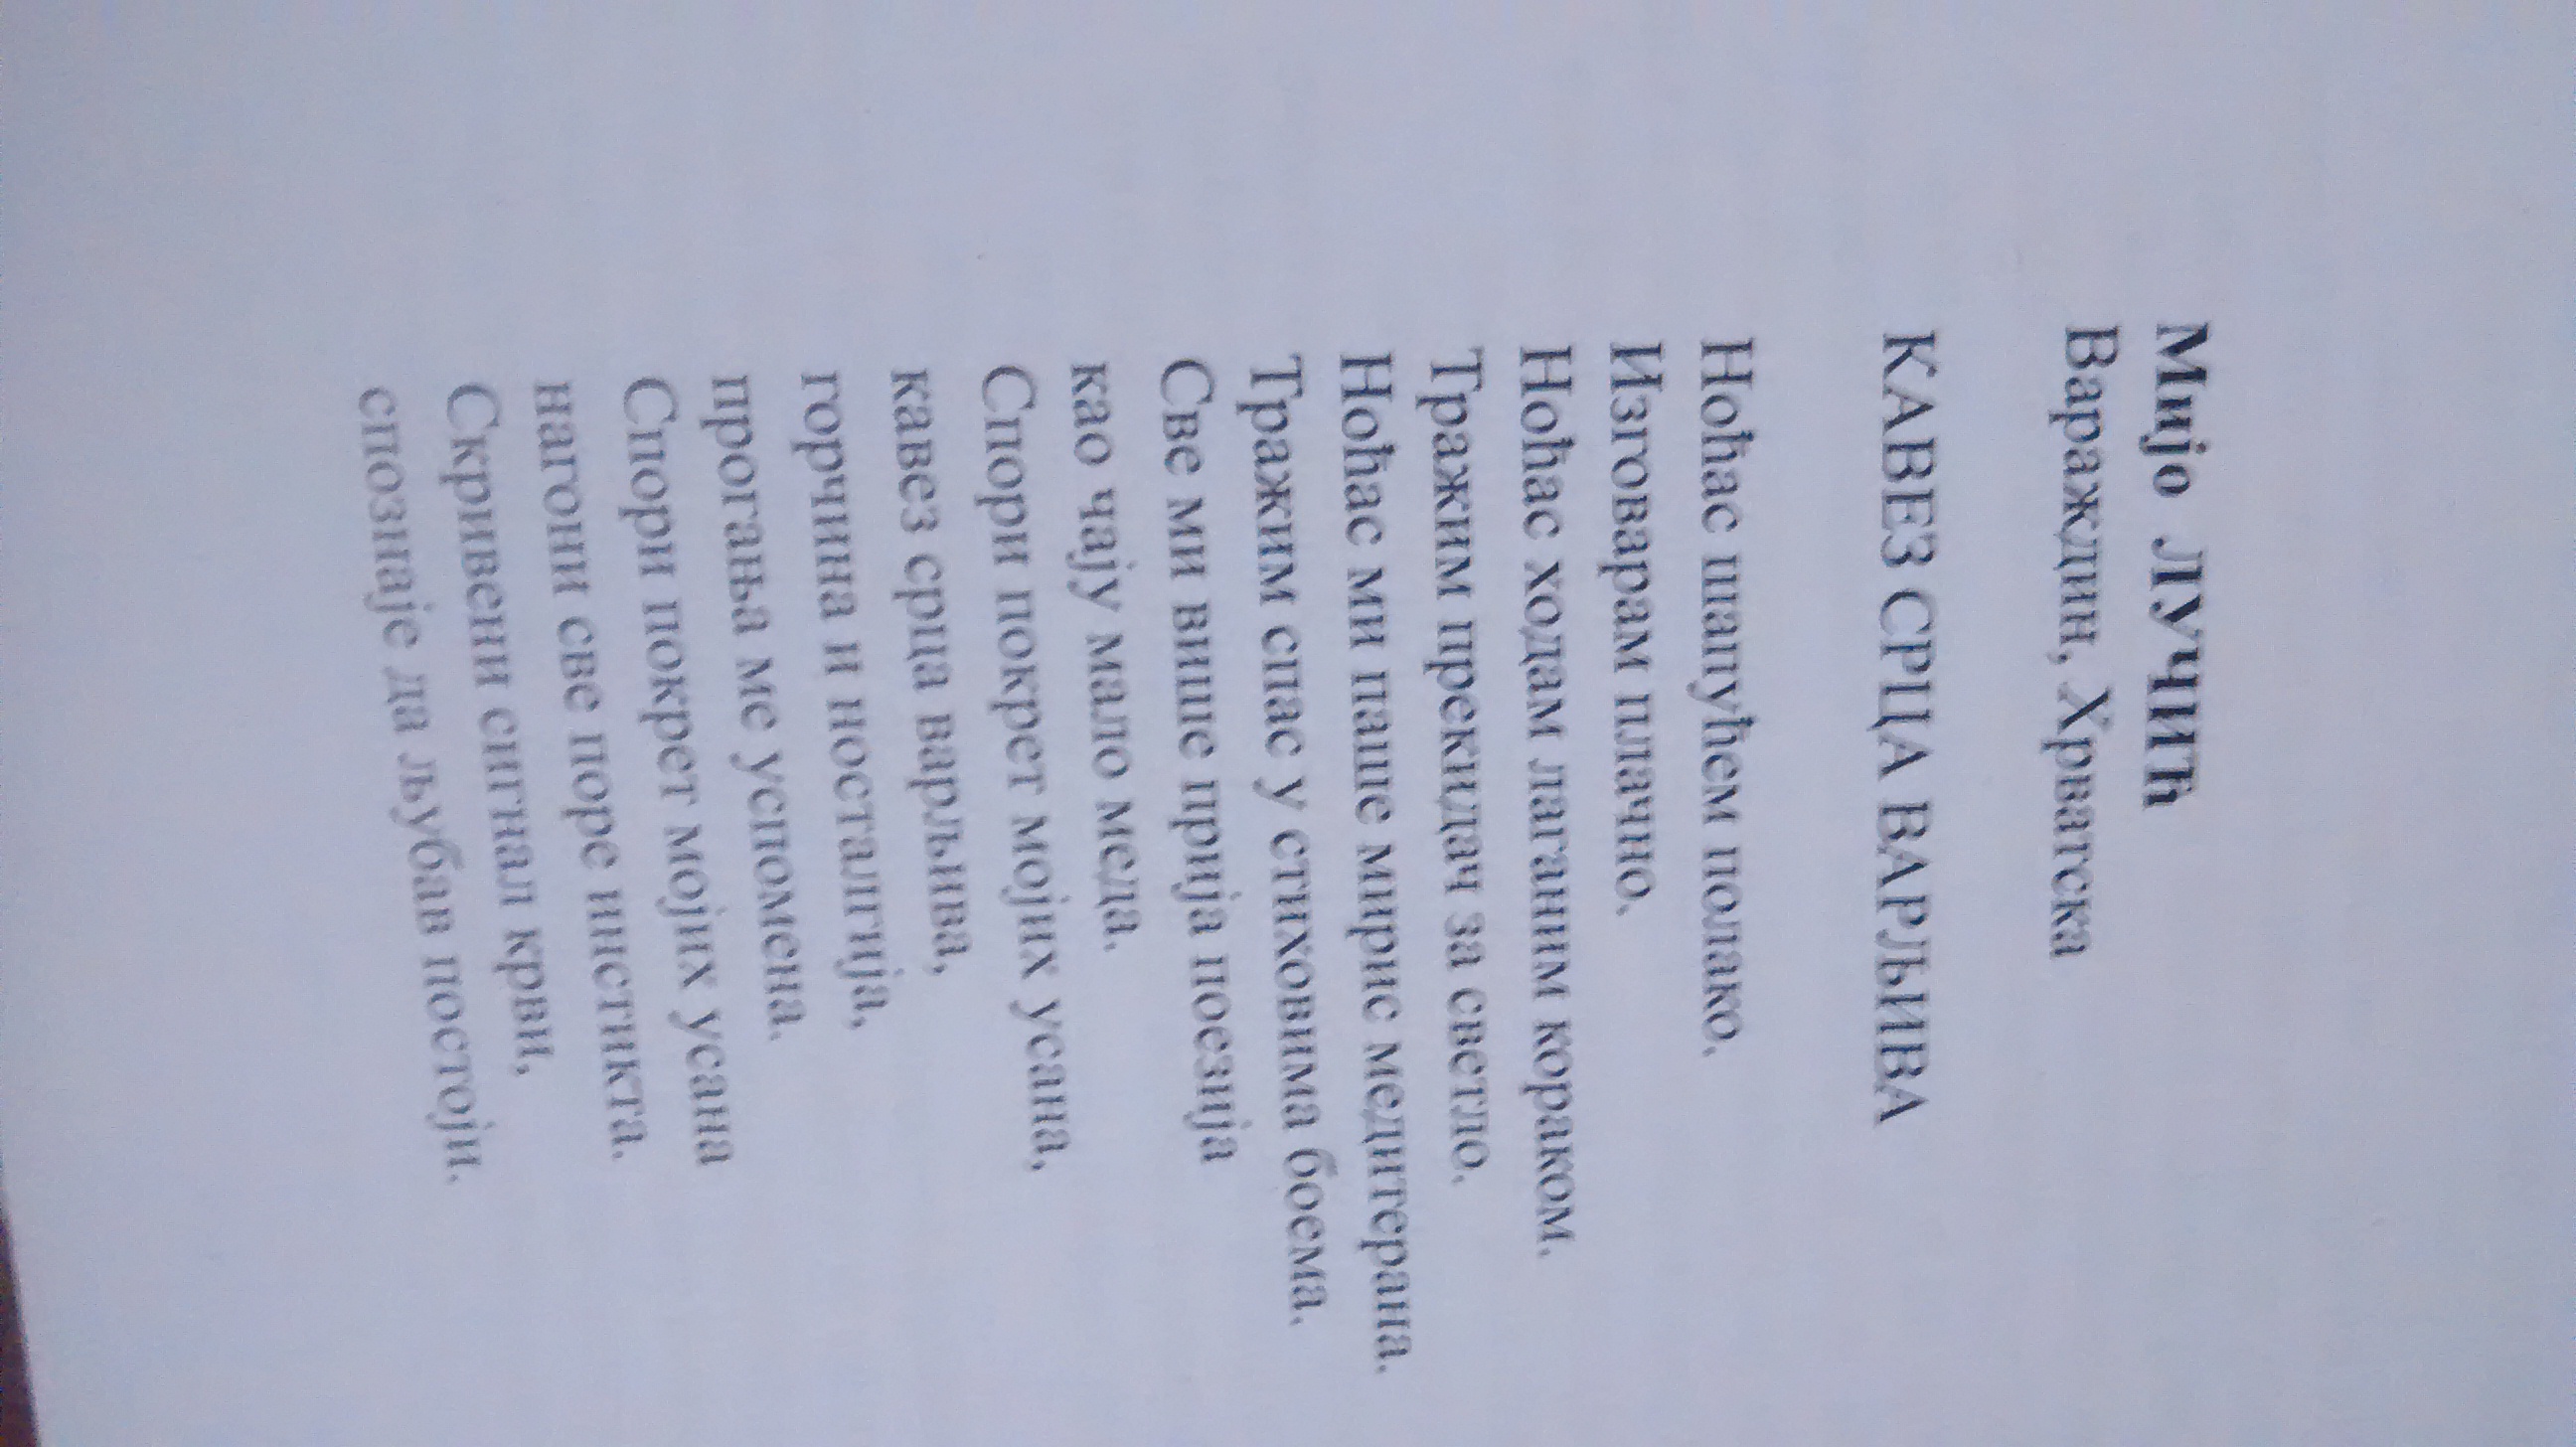 Мијо ЛУЧИЋ
Вараждин, Хрватска
КАВЕЗ СРЦА ВАРЉИВА
Ноћас шапућем полако.
Изговарам плачно.
Ноћас ходам лаганим кораком.
Тражим прекидач за светло.
Ноћас ми паше мирис медитерана.
Тражим спас у стиховима боема.
Све ми више прија поезија
као чају мало меда.
Спори покрет мојих усана,
кавез срца варљива,
горчина и носталгија,
прогања ме успомена.
Спори покрет мојих усана
нагони све поре инстикта.
Скривени сигнал крви,
спознаје да љубав постоји.